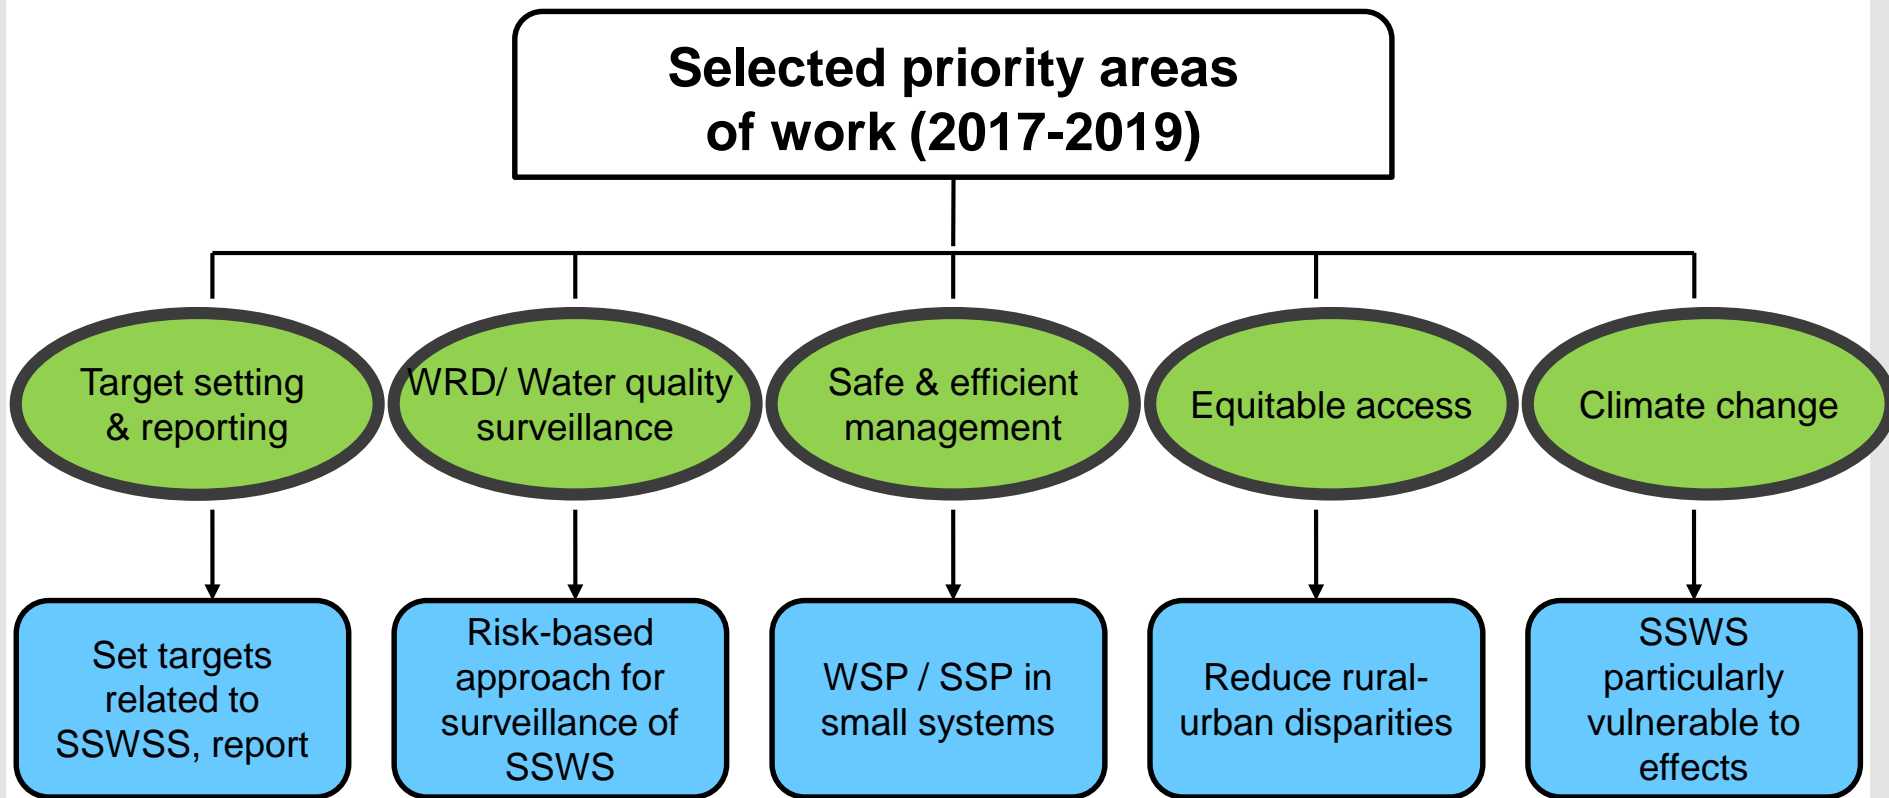 Selected priority areas
of work (2017-2019)
Target setting
& reporting
WRD/ Water quality
surveillance
Safe & efficient
management
Equitable access
Climate change
Set targets
related to
SSWSS, report
Risk-based
approach for
surveillance of
SSWS
WSP / SSP in
small systems
Reduce rural-
urban disparities
SSWS
particularly
vulnerable to
effects